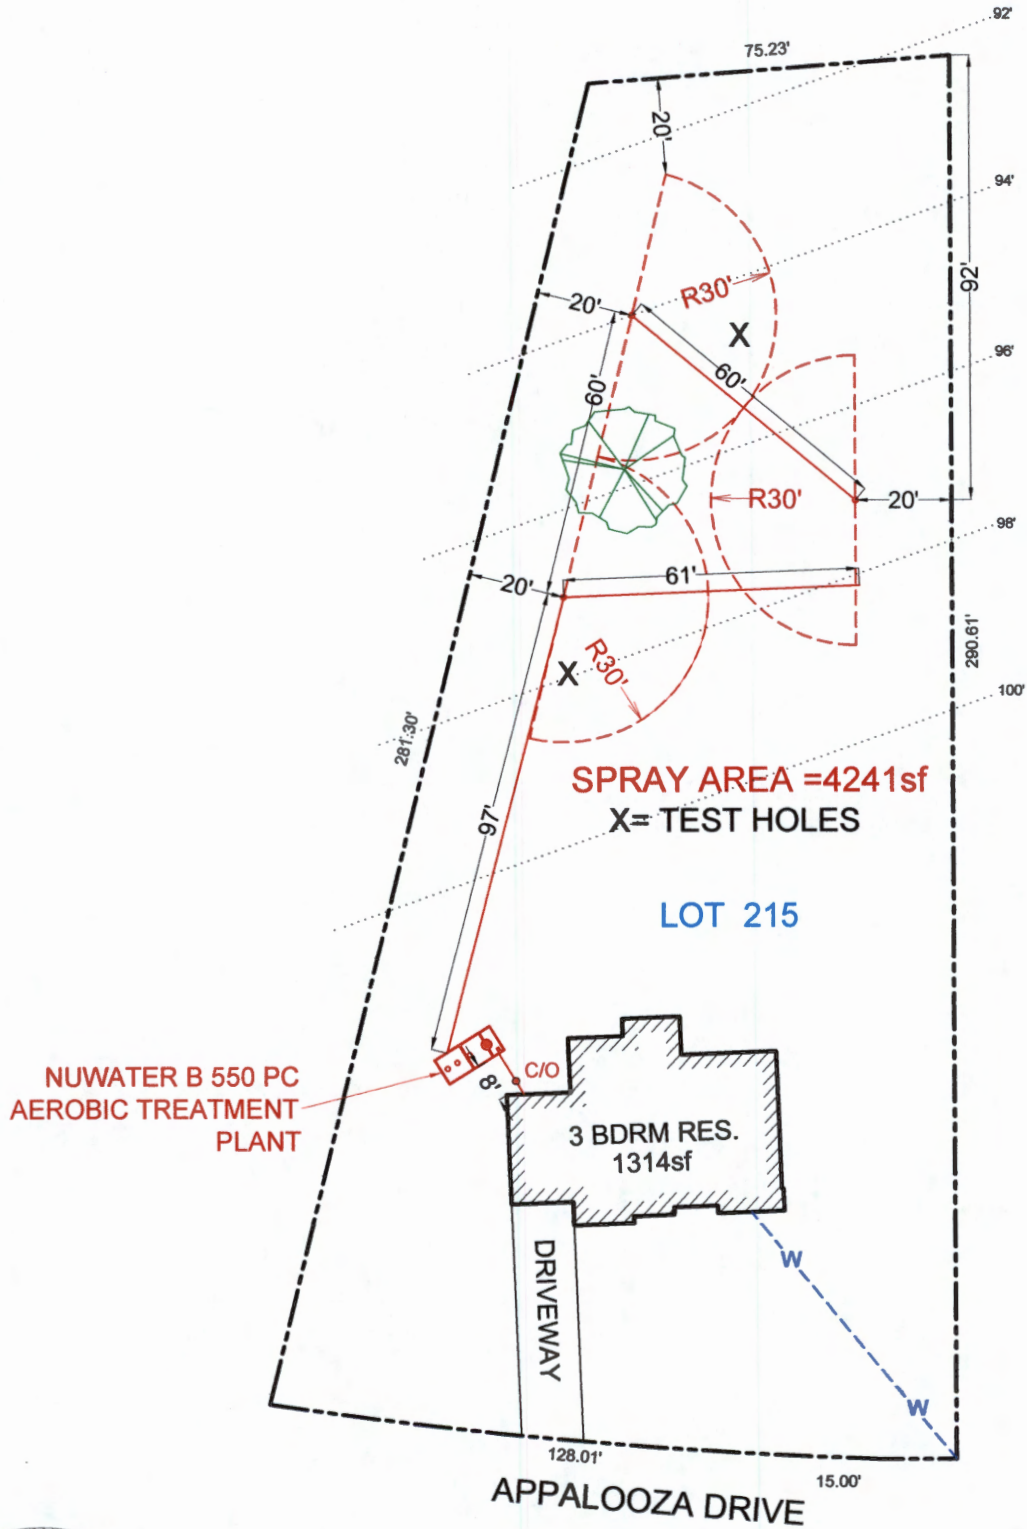 92'
75.23'
20'
94'
92'
R30'
20'
X
96'
60'
60'
R30'
20'
98'
61'
20'
290.61'
R30'
X
100'
281.30'
SPRAY AREA =4241sf
X= TEST HOLES
97'
LOT 215
C/O
NUWATER B 550 PC
AEROBIC TREATMENT
PLANT
8'
3 BDRM RES.
1314sf
DRIVEWAY
W
W
128.01'
15.00'
APPALOOZA DRIVE